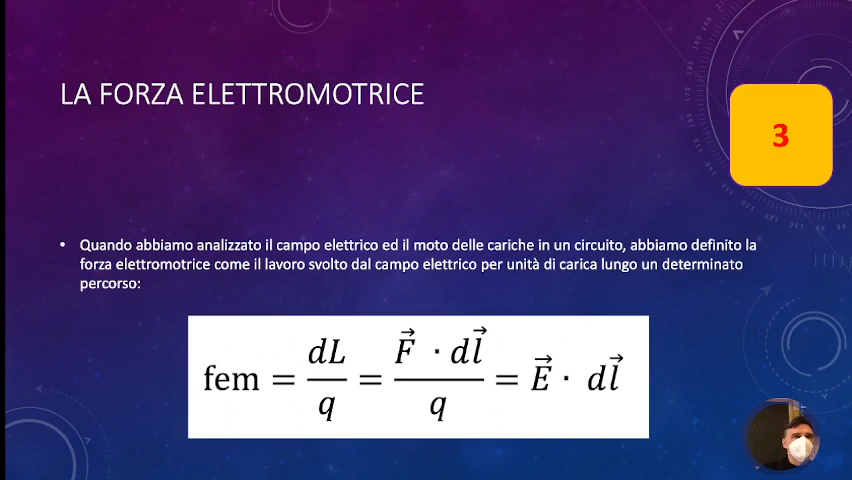 LA FORZA ELETTROMOTRICE
3
• Quando abbiamo analizzato il campo elettrico ed il moto delle cariche in un circuito, abbiamo definito la
forza elettromotrice come il lavoro svolto dal campo elettrico per unità di carica lungo un determinato
percorso:
fem = dL/q = F⃗ · dl⃗/q = E⃗ · dl⃗